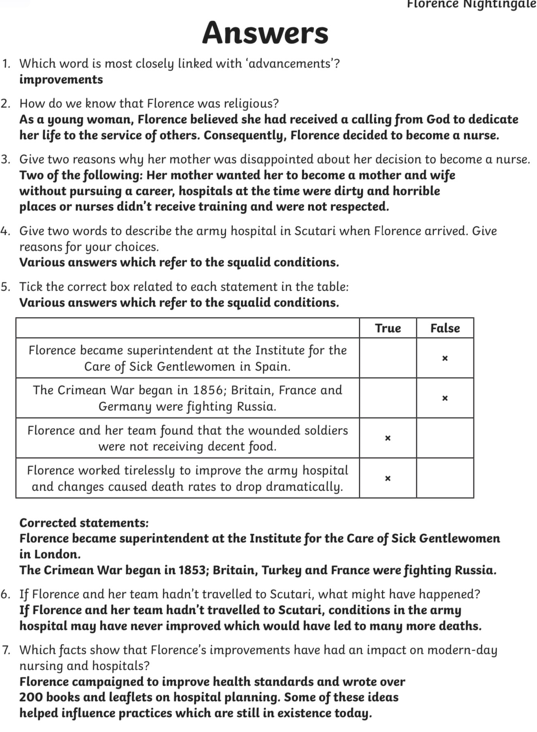 Florence Nightingale
Answers
1. Which word is most closely linked with ‘advancements’?
improvements
2. How do we know that Florence was religious?
As a young woman, Florence believed she had received a calling from God to dedicate
her life to the service of others. Consequently, Florence decided to become a nurse.
3. Give two reasons why her mother was disappointed about her decision to become a nurse.
Two of the following: Her mother wanted her to become a mother and wife
without pursuing a career, hospitals at the time were dirty and horrible
places or nurses didn’t receive training and were not respected.
4. Give two words to describe the army hospital in Scutari when Florence arrived. Give
reasons for your choices.
Various answers which refer to the squalid conditions.
5. Tick the correct box related to each statement in the table:
Various answers which refer to the squalid conditions.
True False
Florence became superintendent at the Institute for the
Care of Sick Gentlewomen in Spain.
×
The Crimean War began in 1856; Britain, France and
Germany were fighting Russia.
×
Florence and her team found that the wounded soldiers
were not receiving decent food.
×
Florence worked tirelessly to improve the army hospital
and changes caused death rates to drop dramatically.
×
Corrected statements:
Florence became superintendent at the Institute for the Care of Sick Gentlewomen
in London.
The Crimean War began in 1853; Britain, Turkey and France were fighting Russia.
6. If Florence and her team hadn’t travelled to Scutari, what might have happened?
If Florence and her team hadn’t travelled to Scutari, conditions in the army
hospital may have never improved which would have led to many more deaths.
7. Which facts show that Florence’s improvements have had an impact on modern-day
nursing and hospitals?
Florence campaigned to improve health standards and wrote over
200 books and leaflets on hospital planning. Some of these ideas
helped influence practices which are still in existence today.